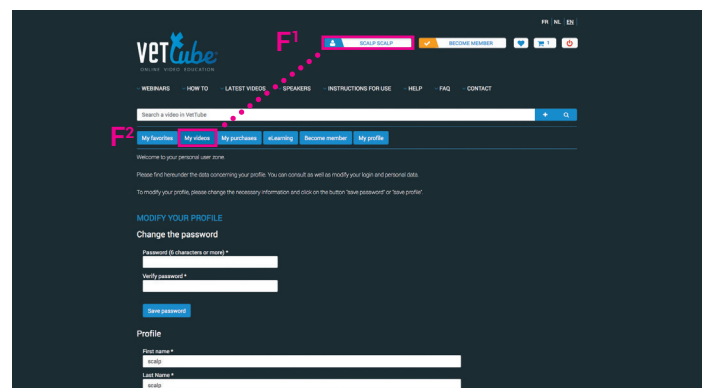 FR | NL | EN
VETCube
ONLINE VIDEO EDUCATION
F1
SCALP SCALP
BECOME MEMBER
1
- WEBINARS - HOW TO - LATEST VIDEOS - SPEAKERS - INSTRUCTIONS FOR USE - HELP - FAQ - CONTACT
Search a video in VetTube
+
F2
My favorites My videos My purchases eLearning Become member My profile
Welcome to your personal user zone.
Please find hereunder the data concerning your profile. You can consult as well as modify your login and personal data.
To modify your profile, please change the necessary information and click on the button "save password" or "save profile".
MODIFY YOUR PROFILE
Change the password
Password (6 characters or more) *
Verify password *
Save password
Profile
First name *
scalp
Last Name *
scalp